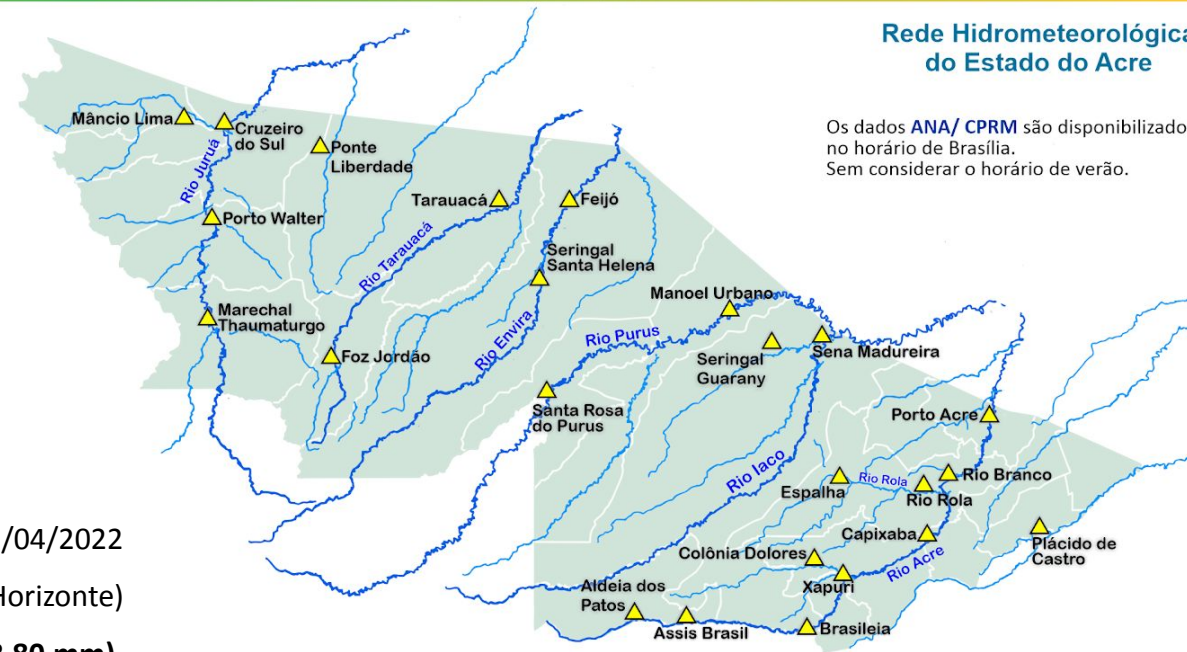 Rede Hidrometeorológica
do Estado do Acre
Os dados ANA/ CPRM são disponibilizado
no horário de Brasília.
Sem considerar o horário de verão.
Mâncio Lima
Cruzeiro
do Sul
Ponte
Liberdade
Rio Juruá
Tarauacá
Feijó
Porto Walter
Rio Tarauacá
Seringal
Santa Helena
Manoel Urbano
Marechal
Thaumaturgo
Rio Envira
Rio Purus
Foz Jordão
Seringal
Guarany
Sena Madureira
Santa Rosa
do Purus
Porto Acre
Rio Iaco
Espalha
Rio Rola
Rio Rola
Rio Branco
Capixaba
Plácido de
Castro
Colônia Dolores
Rio Acre
Xapuri
Aldeia dos
Patos
Assis Brasil
Brasileia
/04/2022
Horizonte)
80 mm)